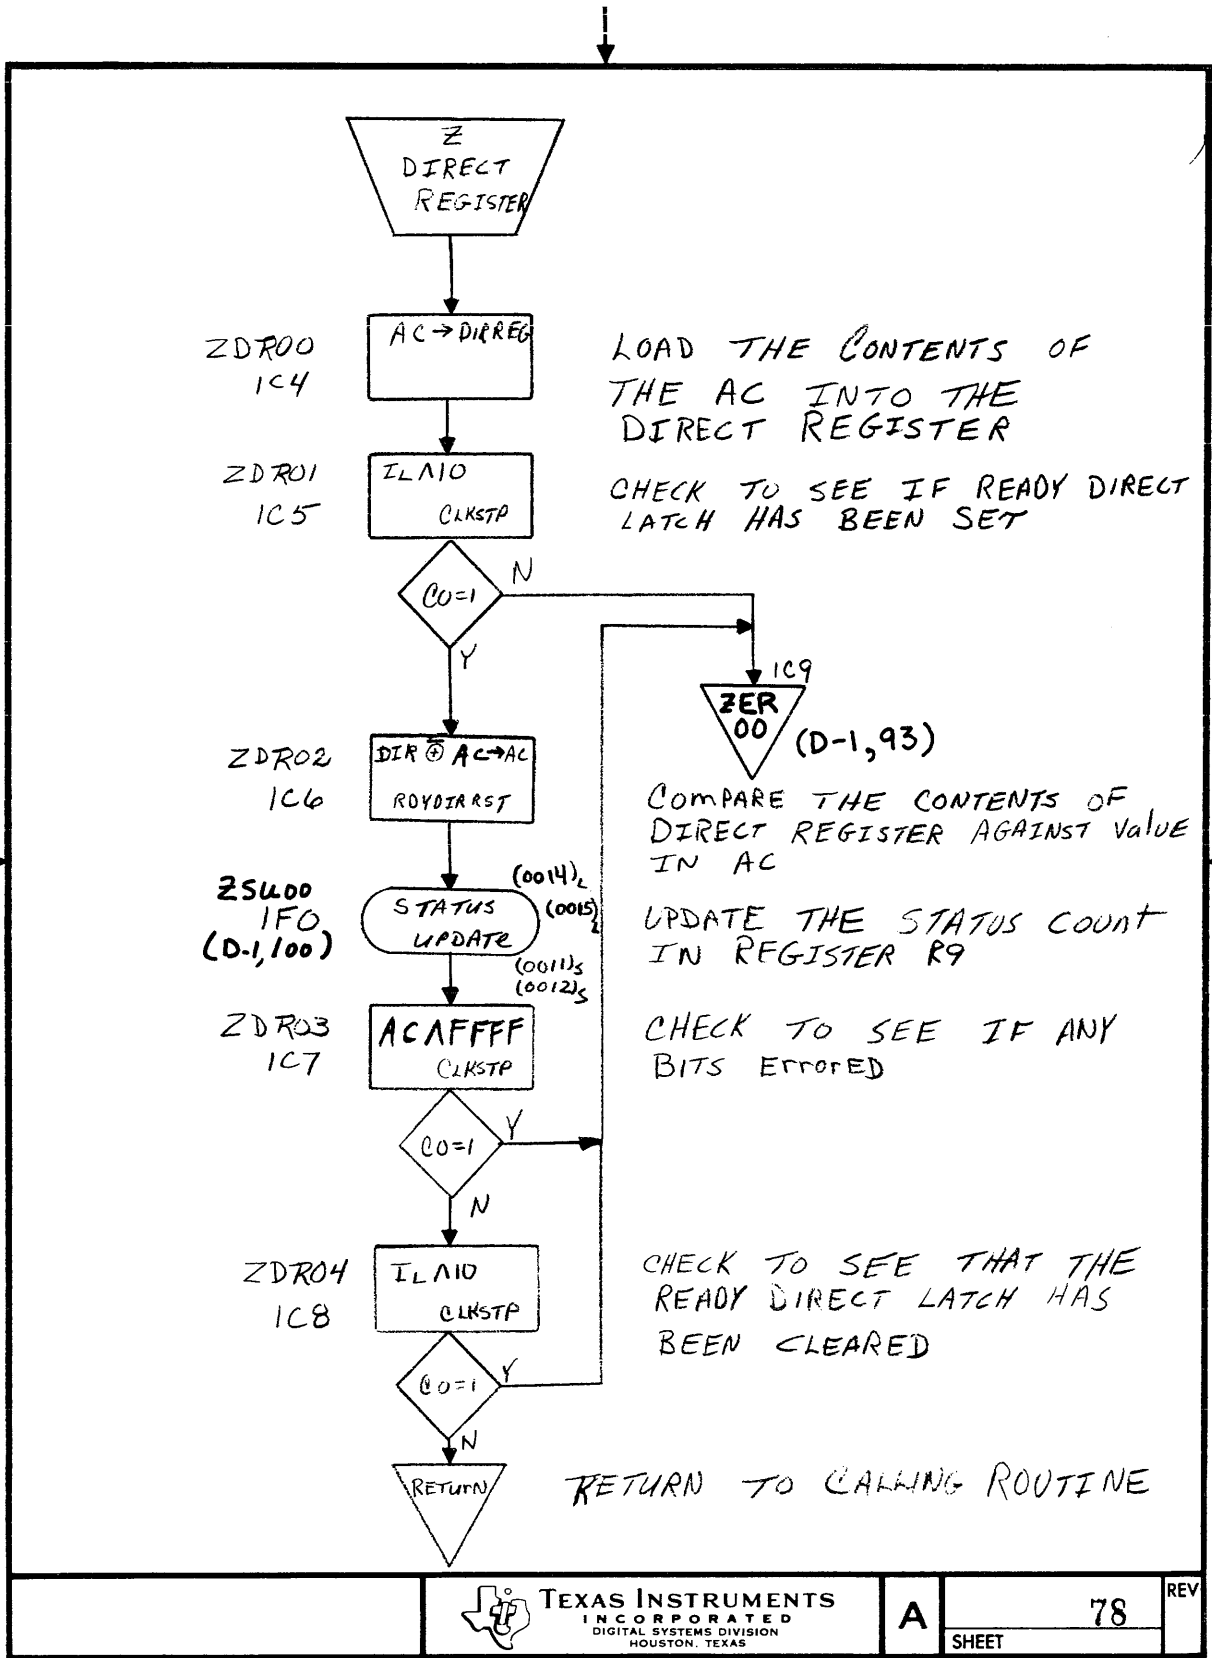 Z
DIRECT
REGISTER
ZDR00
1C4
AC → DIRREG
LOAD THE CONTENTS OF
THE AC INTO THE
DIRECT REGISTER
ZDR01
1C5
IL Λ10
CLKSTP
CHECK TO SEE IF READY DIRECT
LATCH HAS BEEN SET
C0=1
N
Y
1C9
ZER
00
(D-1,93)
ZDR02
1C6
DIR ⊕ AC→AC
RDYDIRRST
COMPARE THE CONTENTS OF
DIRECT REGISTER AGAINST Value
IN AC
ZSU00
1F0
(D-1,100)
STATUS
UPDATE
(0014)L
(0015)L
(0011)S
(0012)S
UPDATE THE STATUS COUNT
IN REGISTER R9
ZDR03
1C7
ACΛFFFF
CLKSTP
CHECK TO SEE IF ANY
BITS ErrorED
C0=1
Y
N
ZDR04
1C8
IL Λ10
CLKSTP
CHECK TO SEE THAT THE
READY DIRECT LATCH HAS
BEEN CLEARED
C0=1
Y
N
RETURN
RETURN TO CALLING ROUTINE
TEXAS INSTRUMENTS
INCORPORATED
DIGITAL SYSTEMS DIVISION
HOUSTON, TEXAS
A
78
SHEET
REV